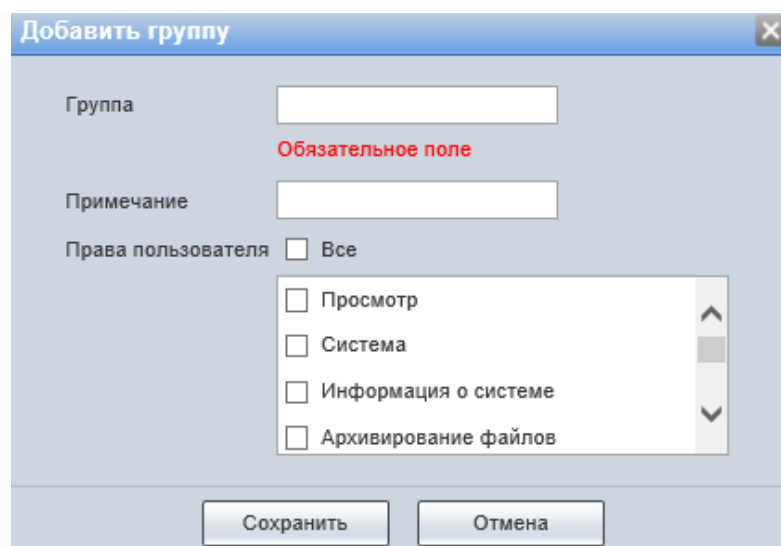 Добавить группу
Группа
Обязательное поле
Примечание
Права пользователя Все
Просмотр
Система
Информация о системе
Архивирование файлов
Сохранить Отмена